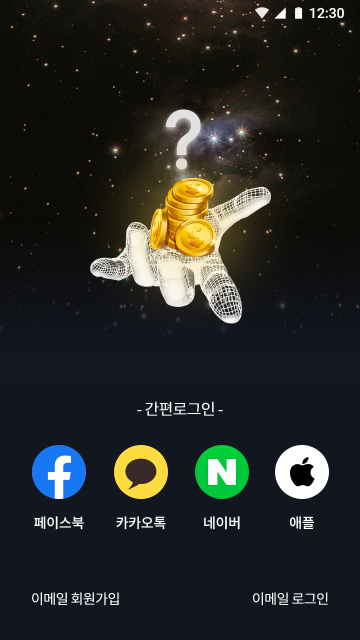 12:30
?
- 간편로그인 -
페이스북 카카오톡 네이버 애플
이메일 회원가입 이메일 로그인